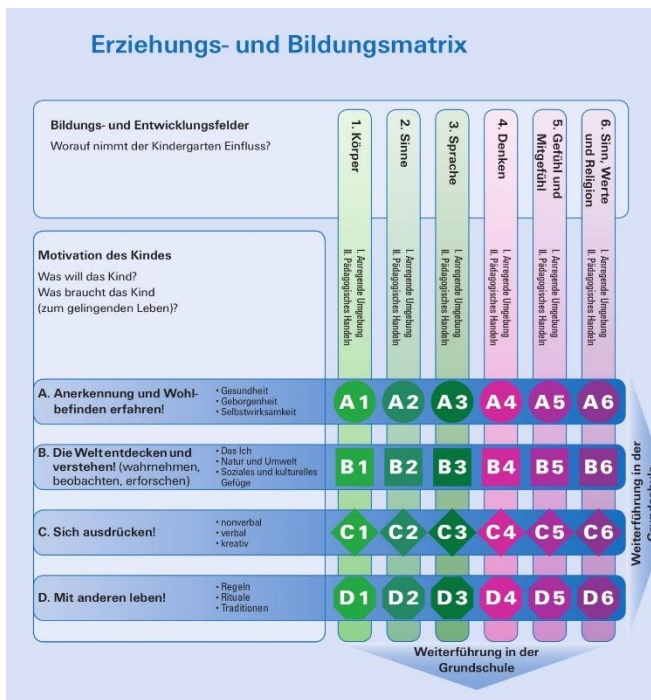 Erziehungs- und Bildungsmatrix
Bildungs- und Entwicklungsfelder
Worauf nimmt der Kindergarten Einfluss?
1. Körper
2. Sinne
3. Sprache
4. Denken
5. Gefühl und
Mitgefühl
6. Sinn, Werte
und Religion
Motivation des Kindes
Was will das Kind?
Was braucht das Kind
(zum gelingenden Leben)?
I. Anregende Umgebung
II. Pädagogisches Handeln
I. Anregende Umgebung
II. Pädagogisches Handeln
I. Anregende Umgebung
II. Pädagogisches Handeln
I. Anregende Umgebung
II. Pädagogisches Handeln
I. Anregende Umgebung
II. Pädagogisches Handeln
I. Anregende Umgebung
II. Pädagogisches Handeln
A. Anerkennung und Wohl-
befinden erfahren!
• Gesundheit
• Geborgenheit
• Selbstwirksamkeit
A1 A2 A3 A4 A5 A6
B. Die Welt entdecken und
verstehen! (wahrnehmen,
beobachten, erforschen)
• Das Ich
• Natur und Umwelt
• Soziales und kulturelles
Gefüge
B1 B2 B3 B4 B5 B6
C. Sich ausdrücken!
• nonverbal
• verbal
• kreativ
C1 C2 C3 C4 C5 C6
D. Mit anderen leben!
• Regeln
• Rituale
• Traditionen
D1 D2 D3 D4 D5 D6
Weiterführung in der
Grundschule
Weiterführung in der
Grundschule